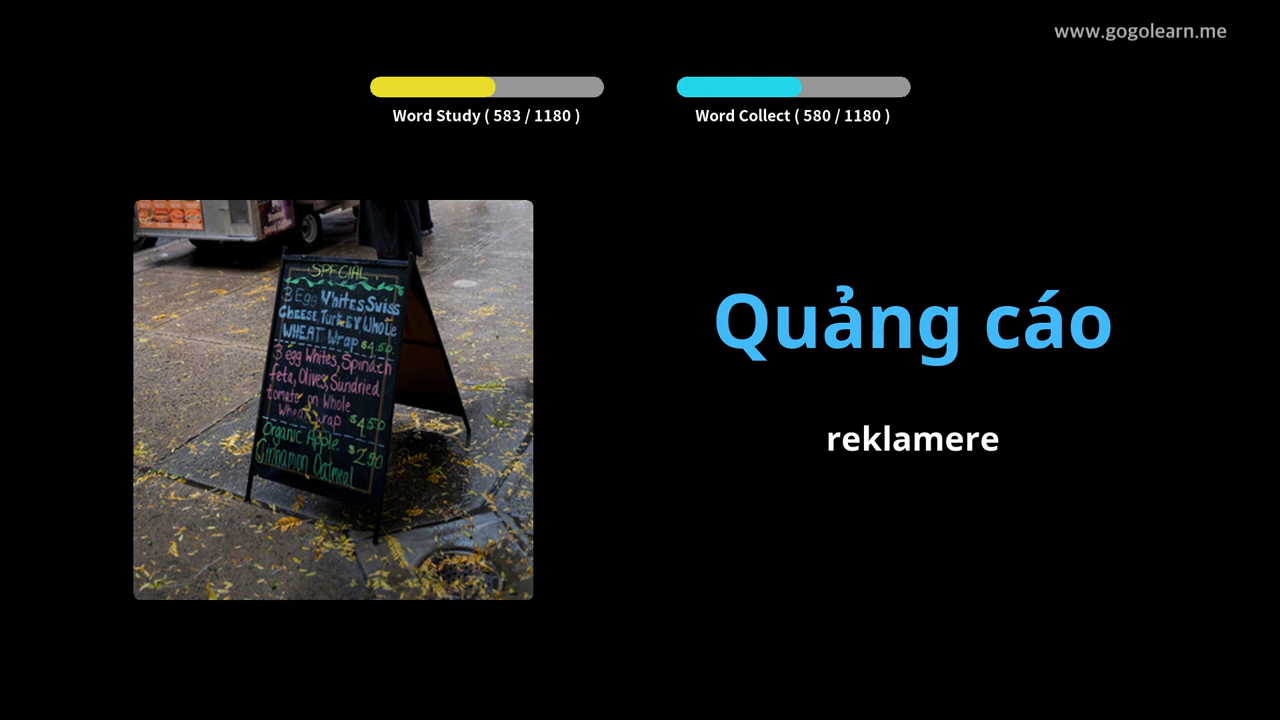 www.gogolearn.me
Word Study ( 583 / 1180 )
Word Collect ( 580 / 1180 )
SPECIAL
3 Egg Whites, Swiss
Cheese, Turkey Whole
WHEAT Wrap $4.50
3 egg Whites, Spinach
feta, Olives, Sundried
tomato on Whole
Wheat Wrap $4.50
Organic Apple
Cinnamon Oatmeal $2.50
Quảng cáo
reklamere